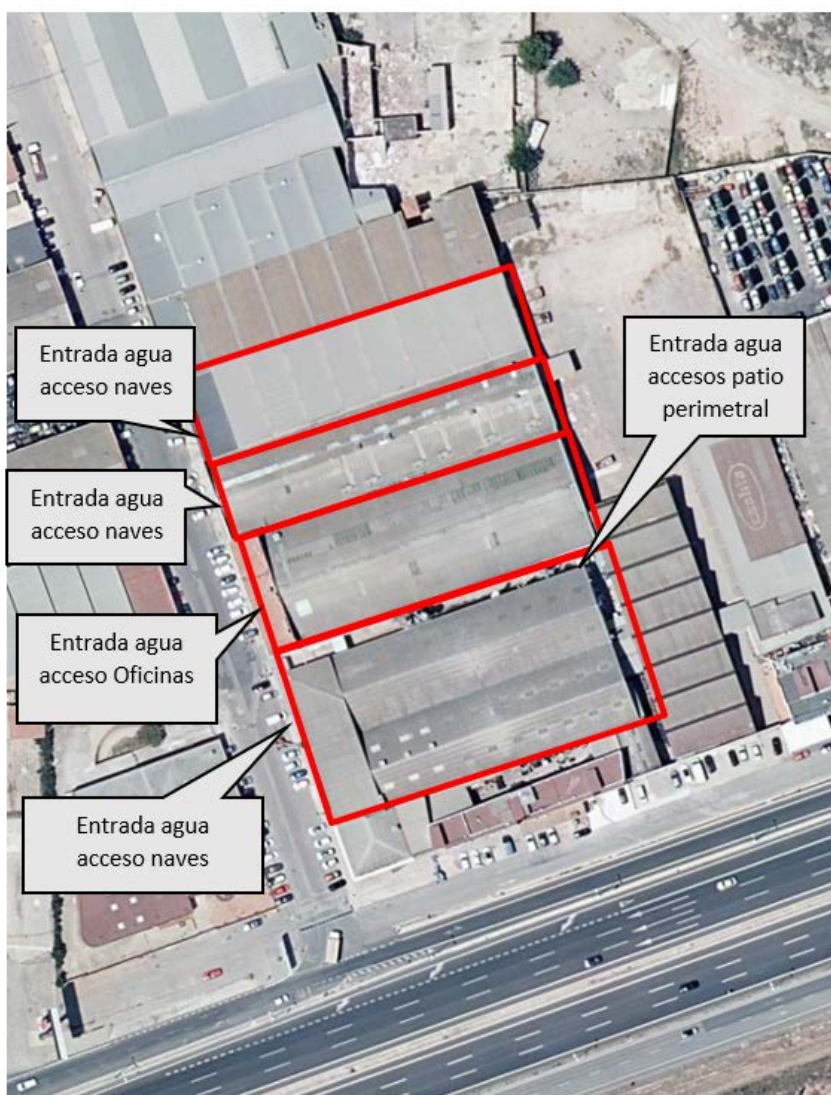 Entrada agua
acceso naves
Entrada agua
accesos patio
perimetral
Entrada agua
acceso naves
Entrada agua
acceso Oficinas
Entrada agua
acceso naves